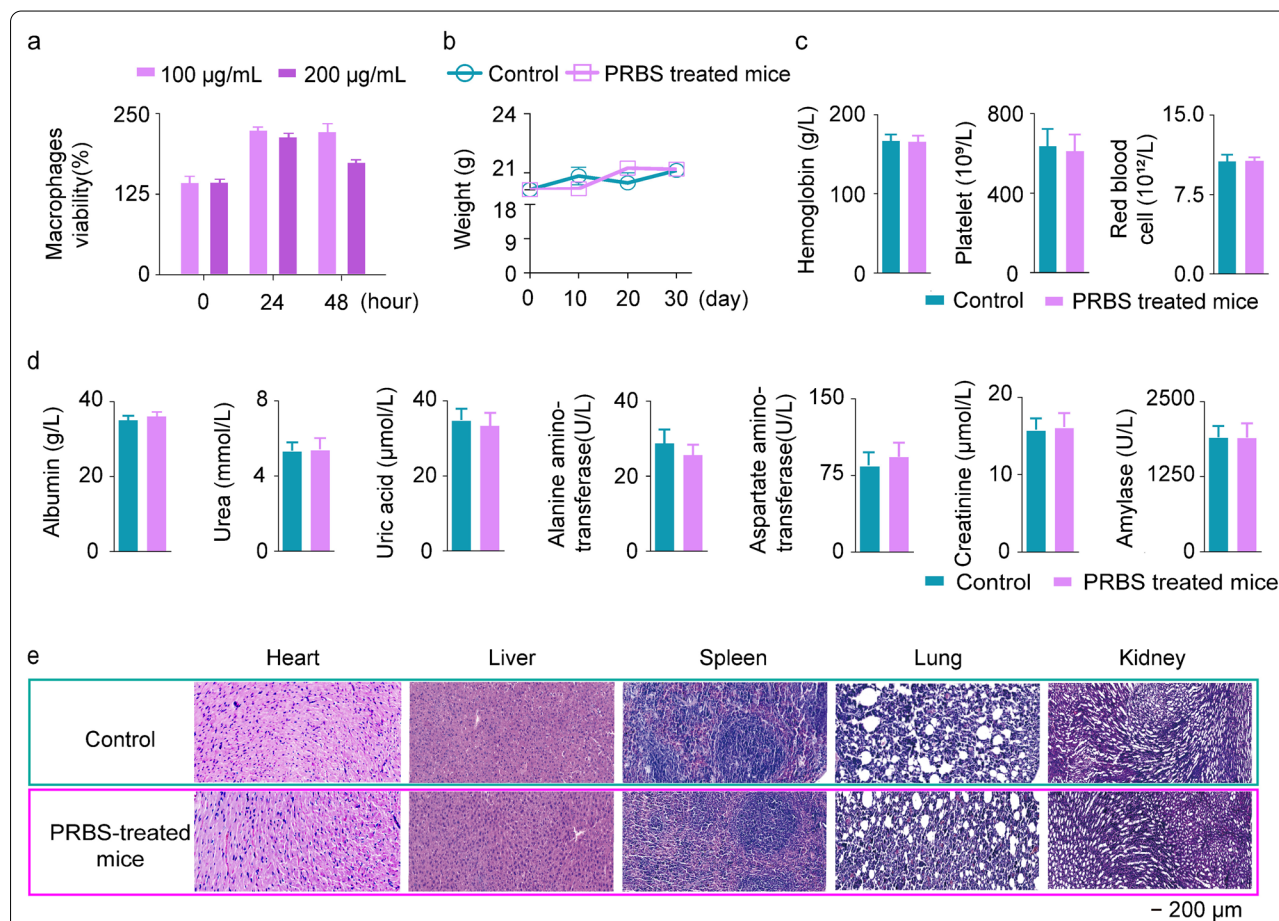 a
100 µg/mL 200 µg/mL
Macrophages
viability(%)
250
125
0
0 24 48 (hour)
b
Control PRBS treated mice
Weight (g)
24
21
18
9
0
0 10 20 30 (day)
c
Hemoglobin (g/L)
200
100
0
Platelet (10⁹/L)
800
400
0
Red blood
cell (10¹²/L)
15.0
7.5
0.0
Control PRBS treated mice
d
Albumin (g/L)
40
20
0
Urea (mmol/L)
8
4
0
Uric acid (µmol/L)
40
20
0
Alanine amino-
transferase(U/L)
40
20
0
Aspartate amino-
transferase(U/L)
150
75
0
Creatinine (µmol/L)
20
10
0
Amylase (U/L)
2500
1250
0
Control PRBS treated mice
e
Heart Liver Spleen Lung Kidney
Control
PRBS-treated
mice
– 200 µm